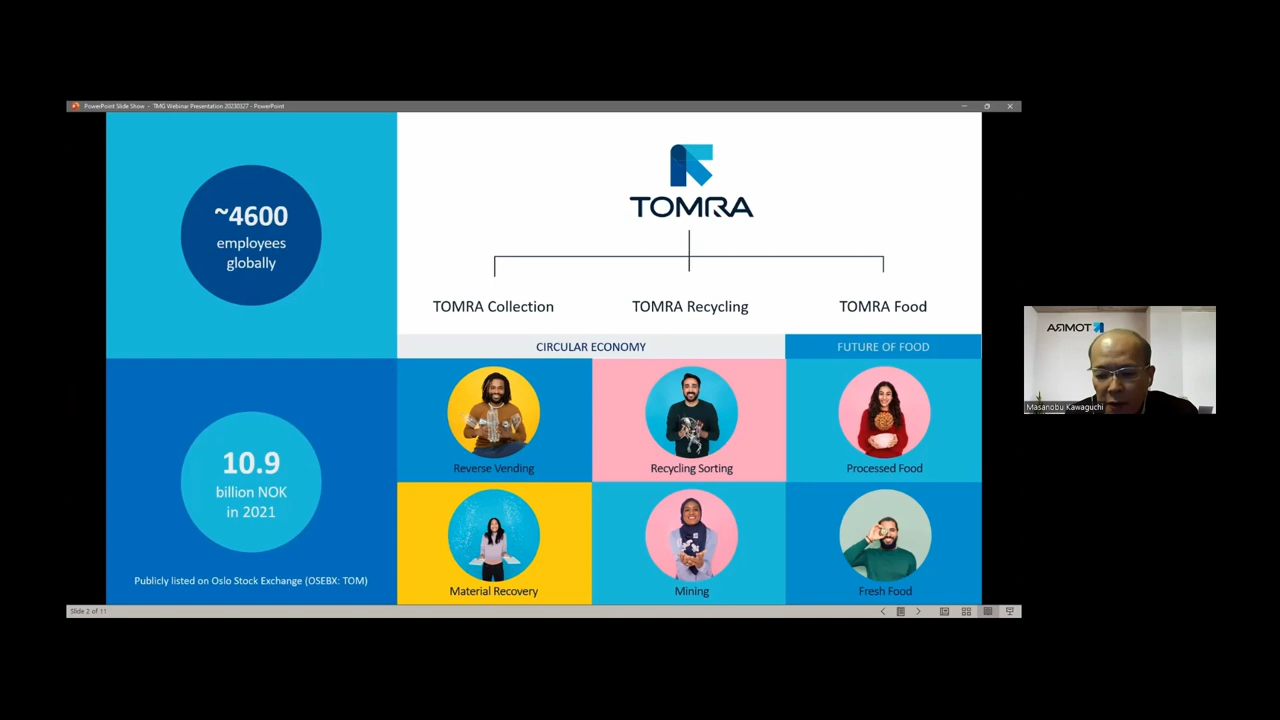 PowerPoint Slide Show - TMG Webinar Presentation 20230327 - PowerPoint
~4600
employees
globally
10.9
billion NOK
in 2021
Publicly listed on Oslo Stock Exchange (OSEBX: TOM)
TOMRA
TOMRA Collection
TOMRA Recycling
TOMRA Food
CIRCULAR ECONOMY
FUTURE OF FOOD
Reverse Vending
Recycling Sorting
Processed Food
Material Recovery
Mining
Fresh Food
Slide 2 of 11
TOMRA
Masanobu Kawaguchi